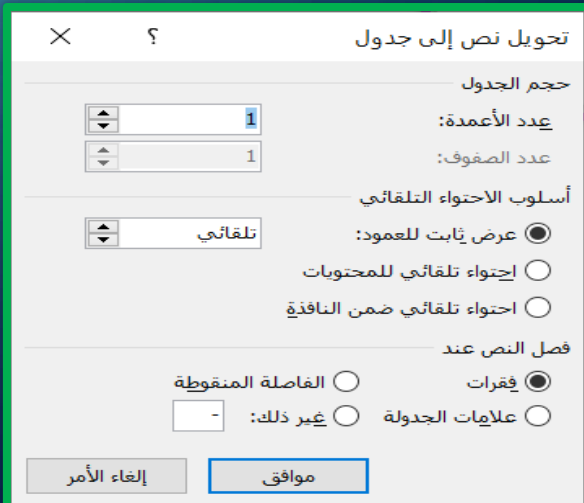 تحويل نص إلى جدول ؟ ×
حجم الجدول
عدد الأعمدة: 1
عدد الصفوف: 1
أسلوب الاحتواء التلقائي
عرض ثابت للعمود: تلقائي
احتواء تلقائي للمحتويات
احتواء تلقائي ضمن النافذة
فصل النص عند
فقرات الفاصلة المنقوطة
علامات الجدولة غير ذلك: -
موافق إلغاء الأمر